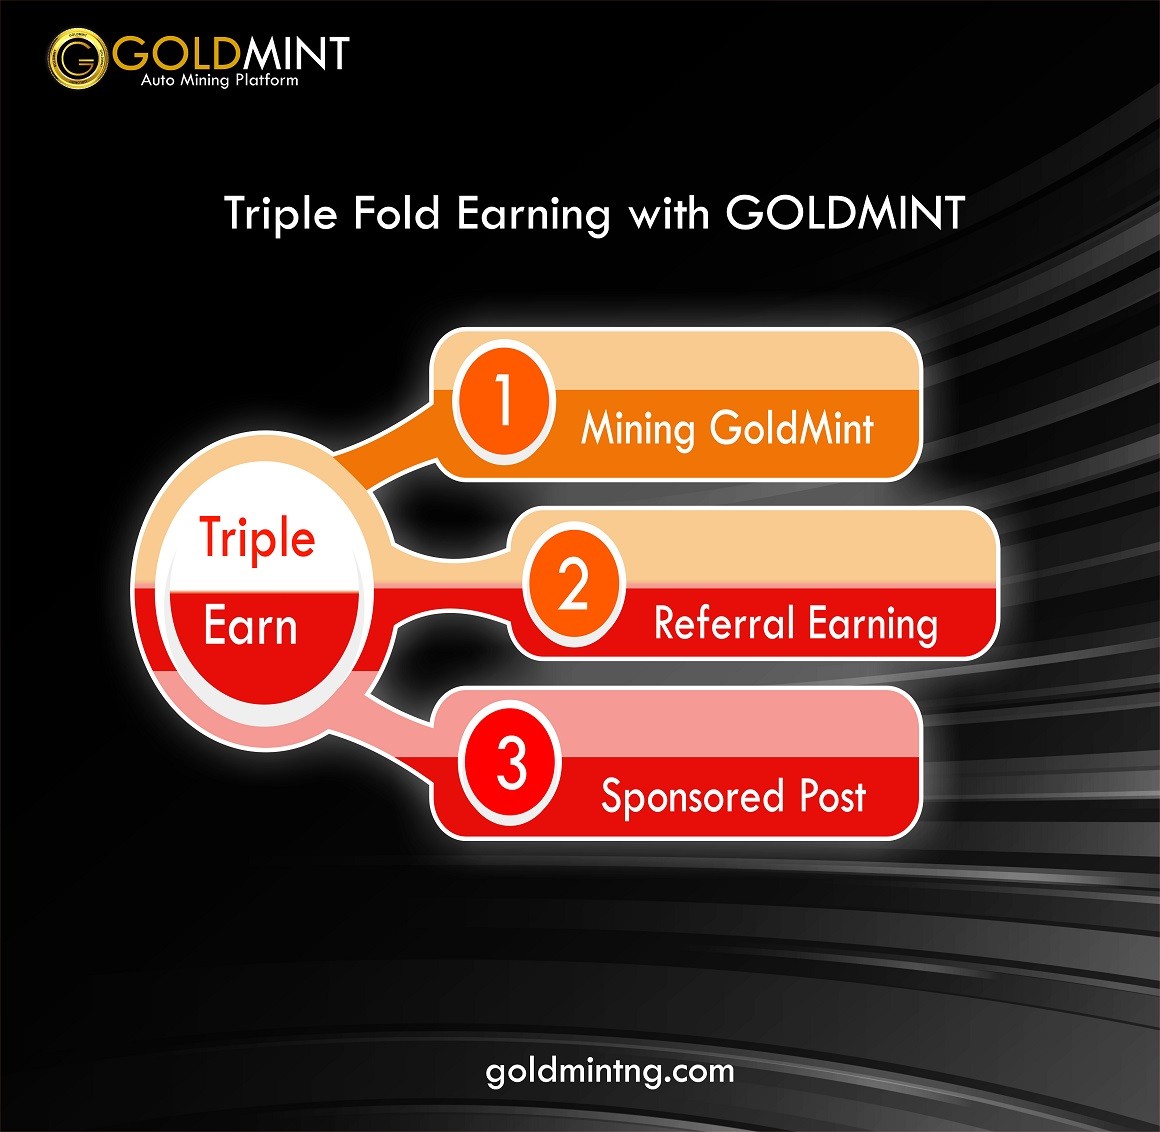 GOLDMINT
Auto Mining Platform
Triple Fold Earning with GOLDMINT
1
Mining GoldMint
Triple
Earn
2
Referral Earning
3
Sponsored Post
goldmintng.com